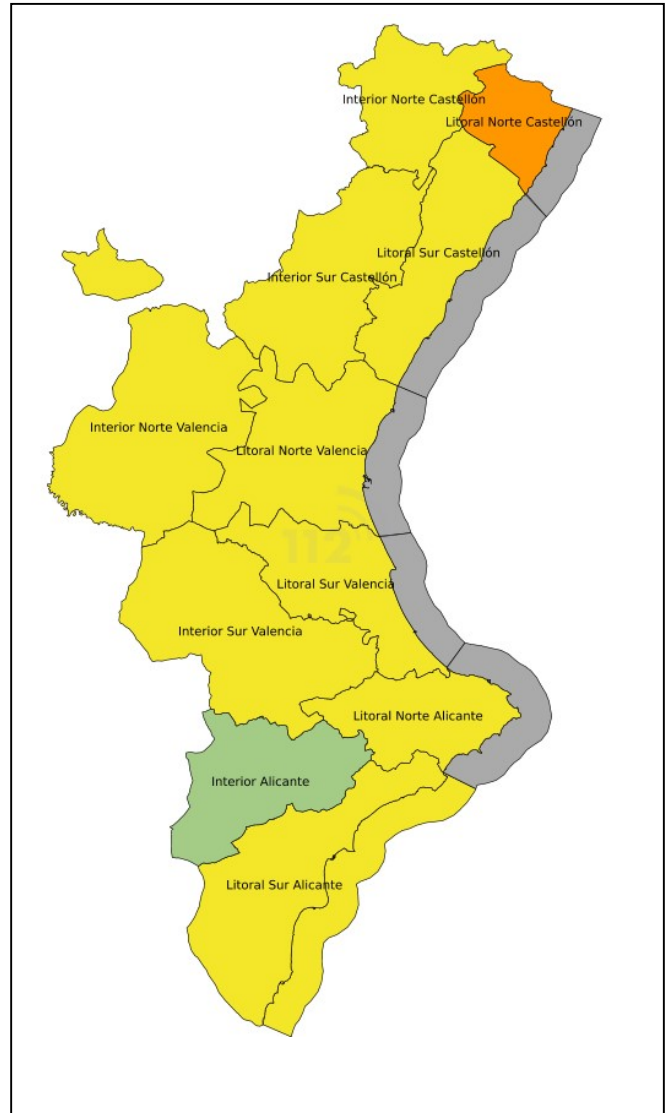 Interior Norte Castellón
Litoral Norte Castellón
Litoral Sur Castellón
Interior Sur Castellón
Interior Norte Valencia
Litoral Norte Valencia
112
Litoral Sur Valencia
Interior Sur Valencia
Litoral Norte Alicante
Interior Alicante
Litoral Sur Alicante